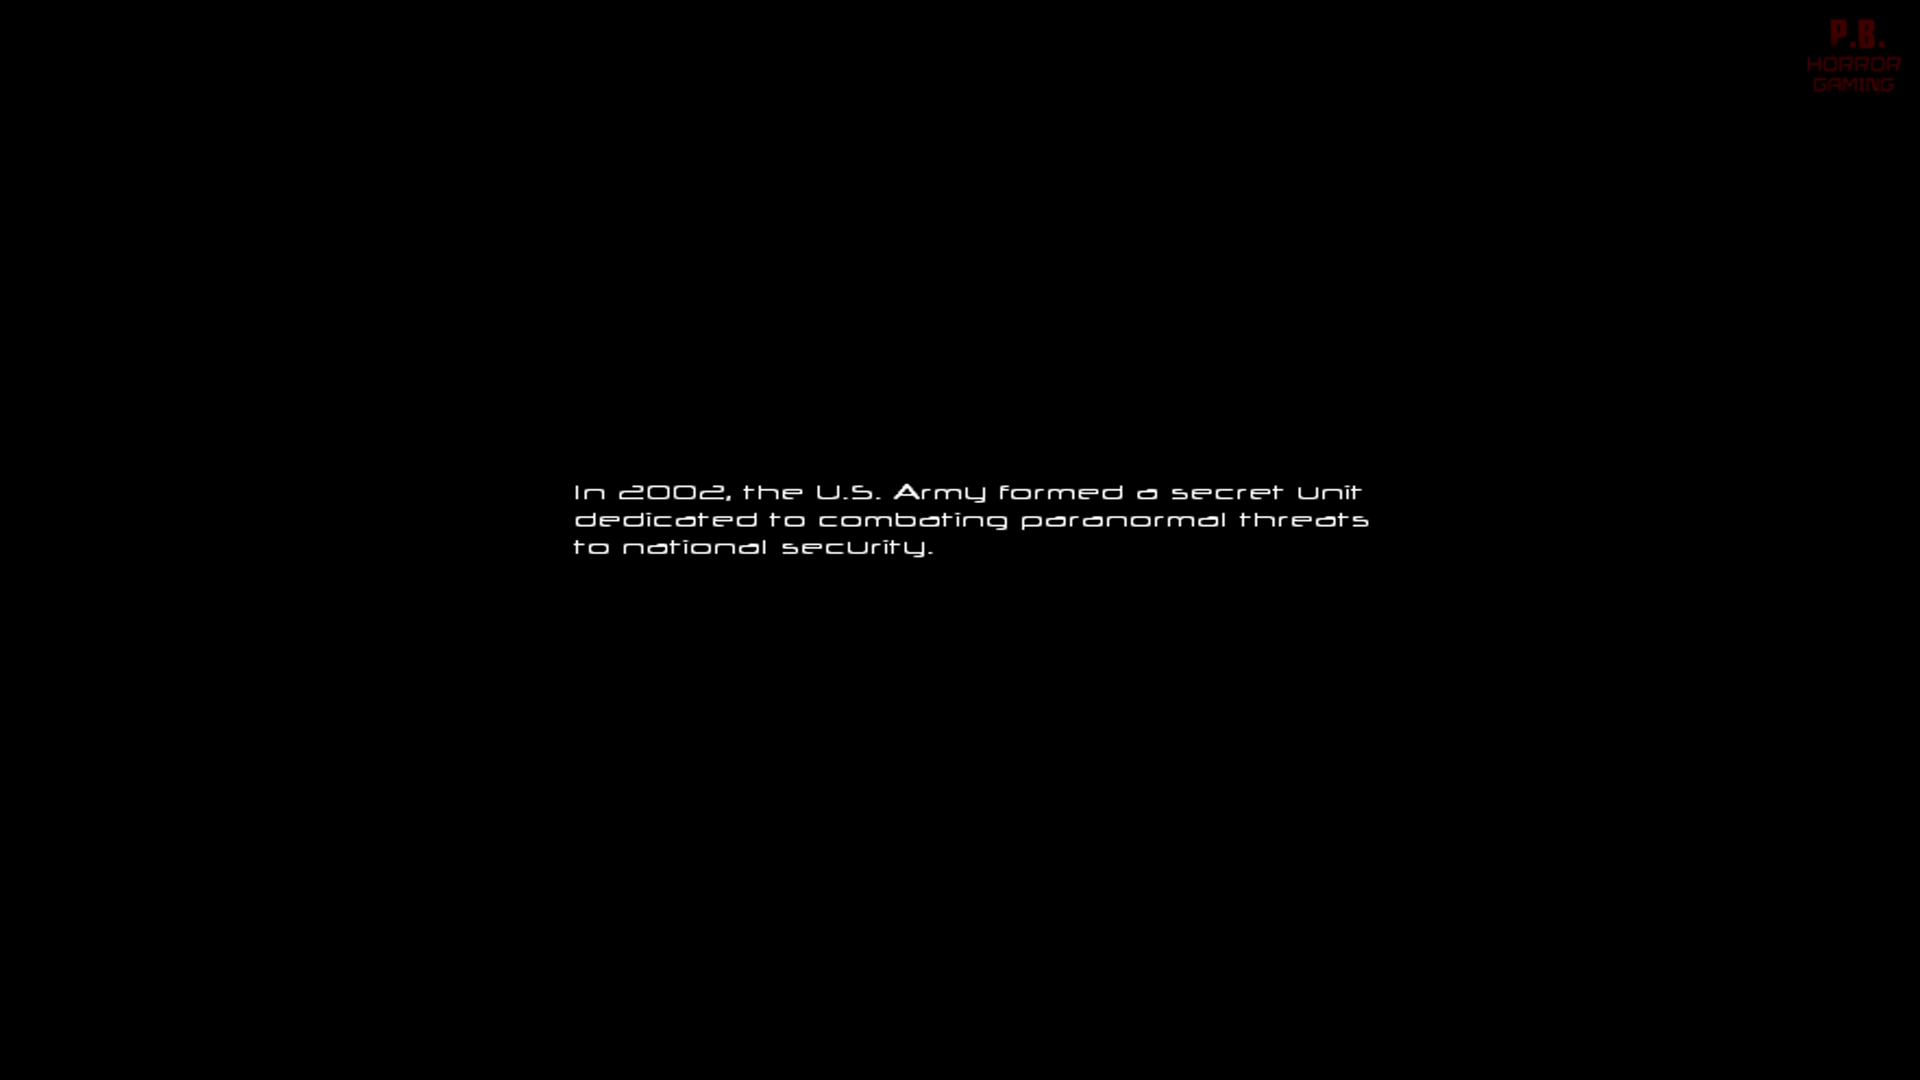 P.B.
HORROR
GAMING
In 2002, the U.S. Army formed a secret unit
dedicated to combating paranormal threats
to national security.